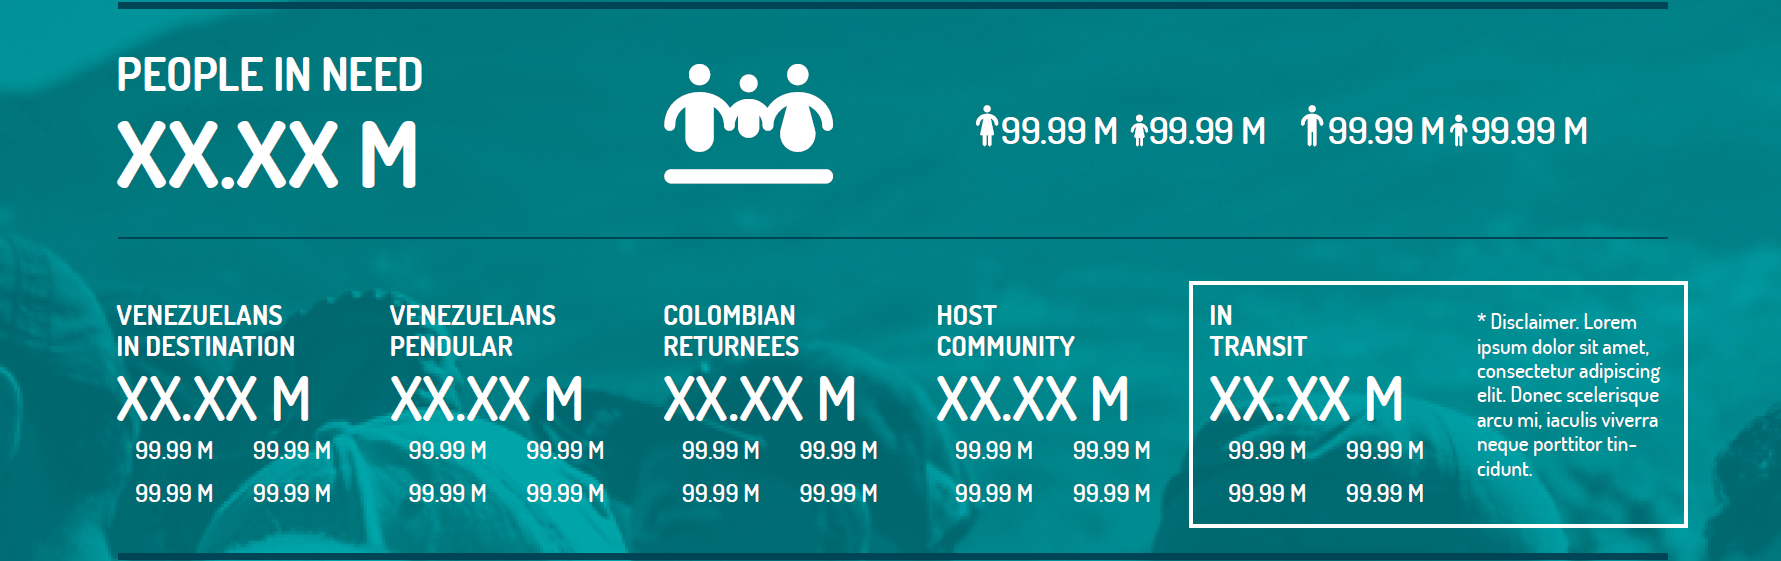 PEOPLE IN NEED
XX.XX M
99.99 M 99.99 M 99.99 M 99.99 M
VENEZUELANS
IN DESTINATION
XX.XX M
99.99 M 99.99 M
99.99 M 99.99 M
VENEZUELANS
PENDULAR
XX.XX M
99.99 M 99.99 M
99.99 M 99.99 M
COLOMBIAN
RETURNEES
XX.XX M
99.99 M 99.99 M
99.99 M 99.99 M
HOST
COMMUNITY
XX.XX M
99.99 M 99.99 M
99.99 M 99.99 M
IN
TRANSIT
XX.XX M
99.99 M 99.99 M
99.99 M 99.99 M
* Disclaimer. Lorem
ipsum dolor sit amet,
consectetur adipiscing
elit. Donec scelerisque
arcu mi, iaculis viverra
neque porttitor tin-
cidunt.